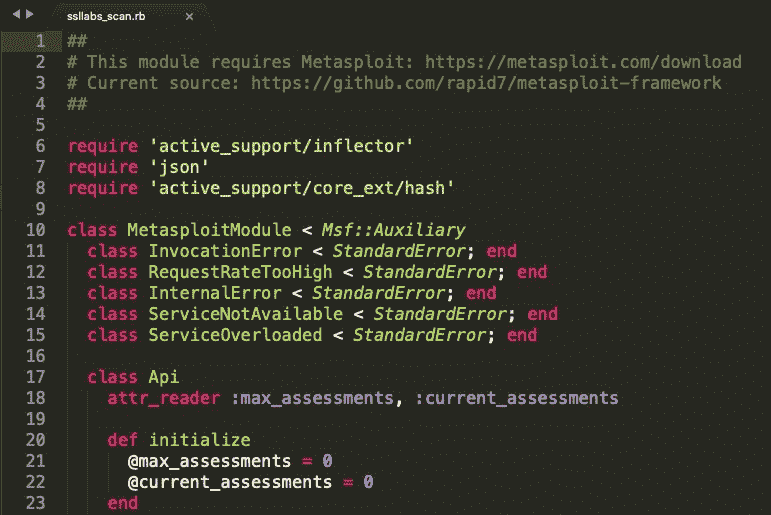 ssllabs_scan.rb ×
1 ##
2 # This module requires Metasploit: https://metasploit.com/download
3 # Current source: https://github.com/rapid7/metasploit-framework
4 ##
5
6 require 'active_support/inflector'
7 require 'json'
8 require 'active_support/core_ext/hash'
9
10 class MetasploitModule < Msf::Auxiliary
11   class InvocationError < StandardError; end
12   class RequestRateTooHigh < StandardError; end
13   class InternalError < StandardError; end
14   class ServiceNotAvailable < StandardError; end
15   class ServiceOverloaded < StandardError; end
16
17   class Api
18     attr_reader :max_assessments, :current_assessments
19
20     def initialize
21       @max_assessments = 0
22       @current_assessments = 0
23     end